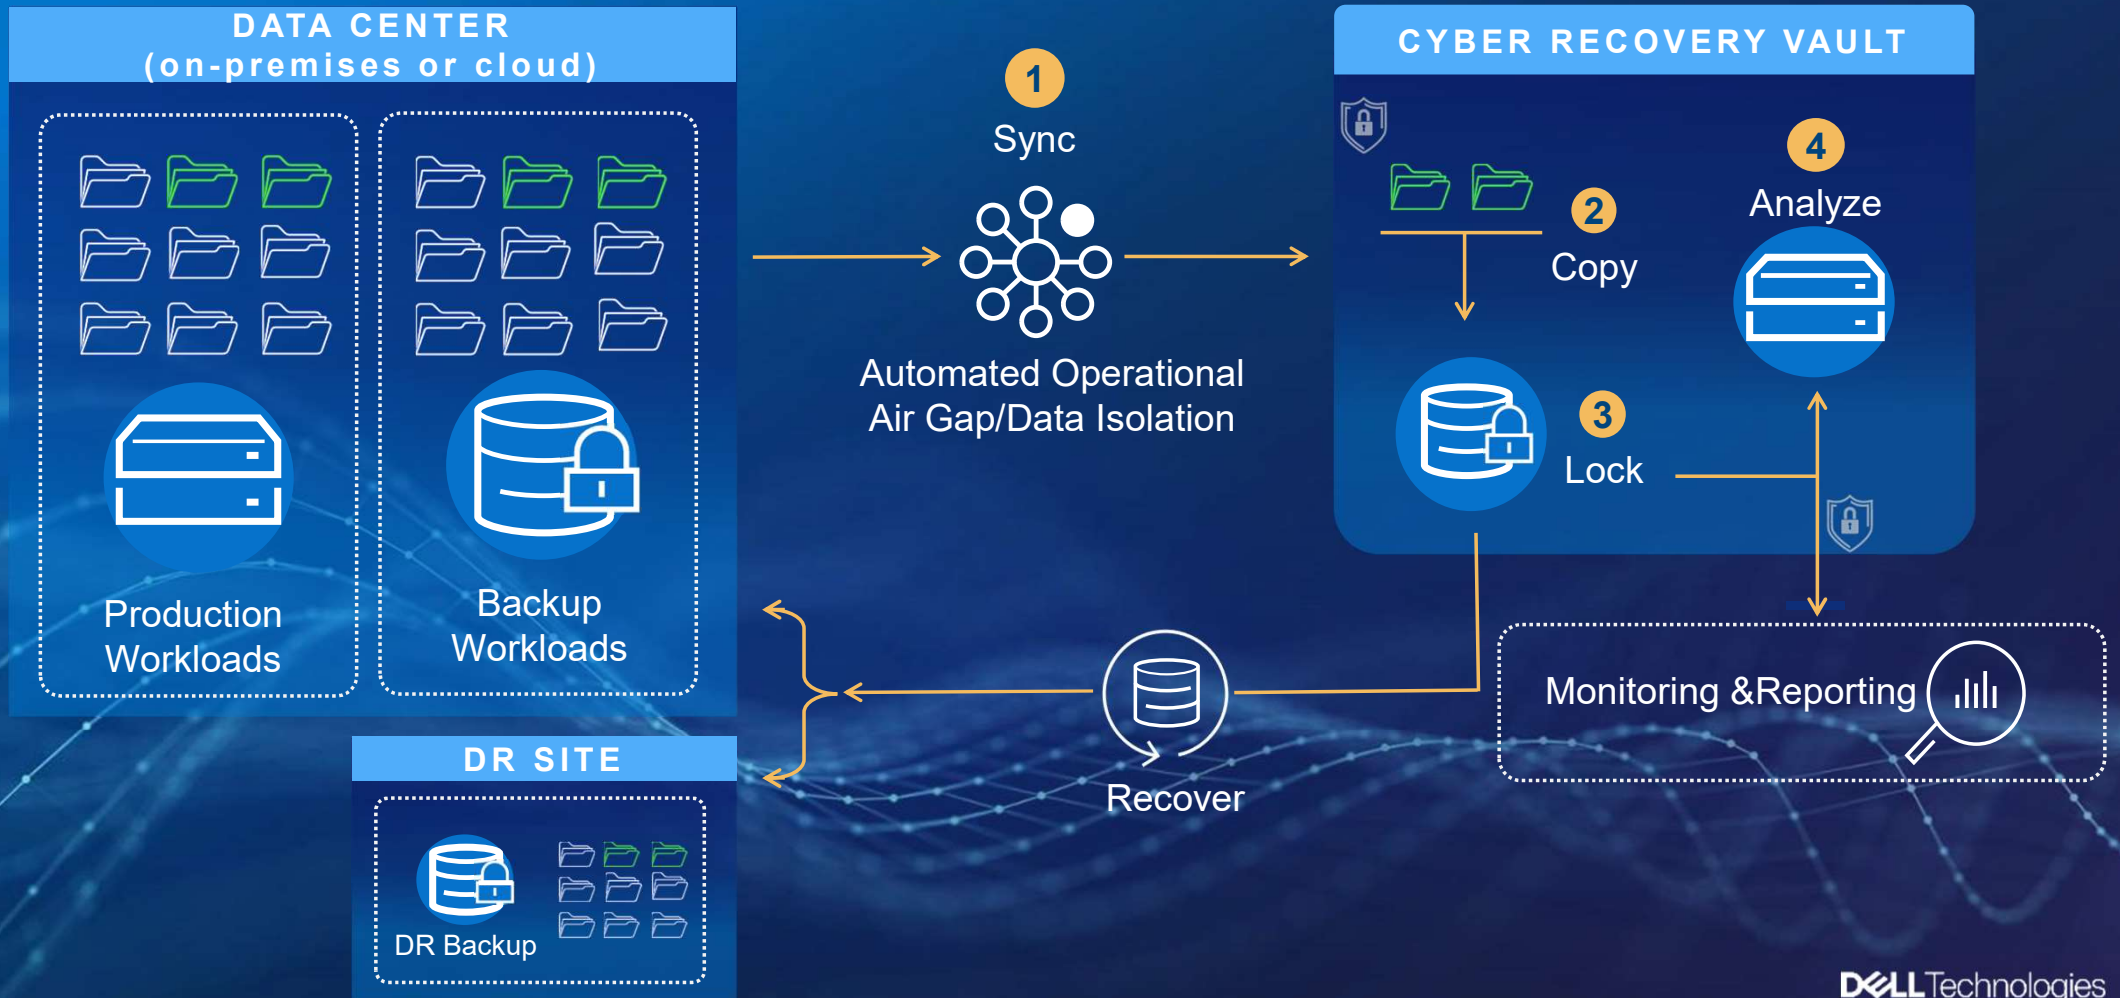 DATA CENTER
(on-premises or cloud)
Production
Workloads
Backup
Workloads
DR SITE
DR Backup
1
Sync
Automated Operational
Air Gap/Data Isolation
Recover
CYBER RECOVERY VAULT
2
Copy
3
Lock
4
Analyze
Monitoring &Reporting
DELLTechnologies